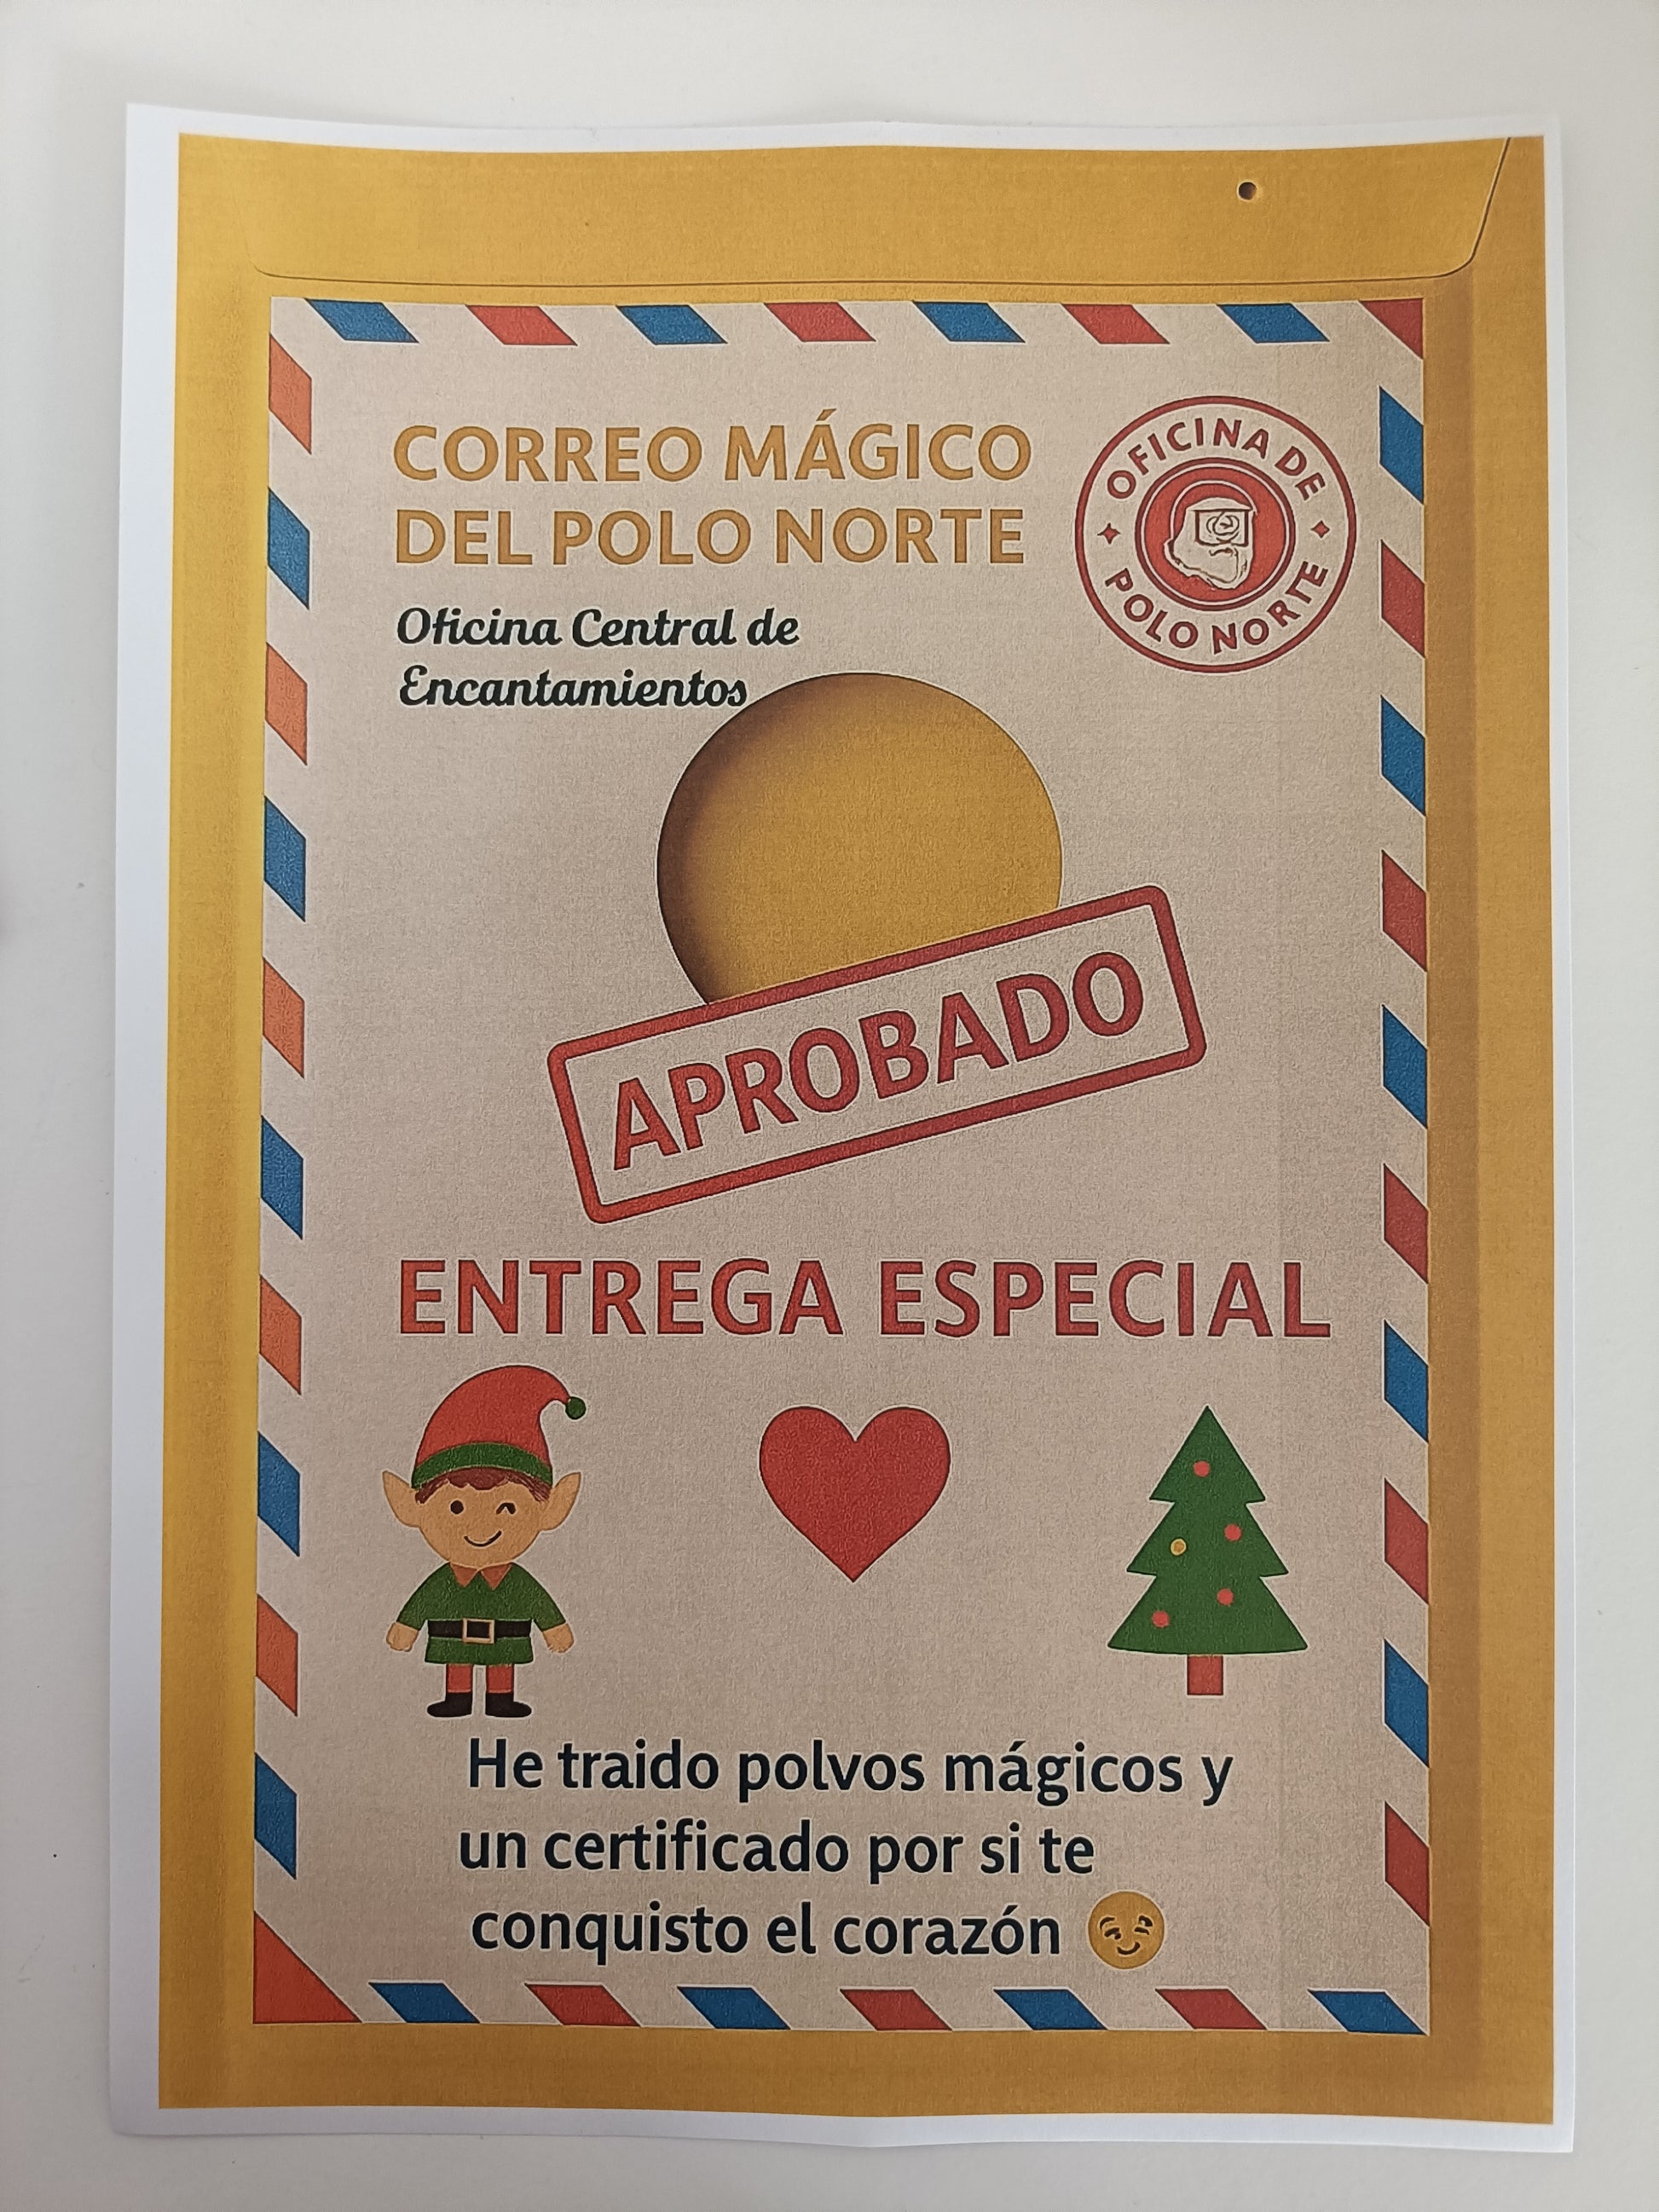 CORREO MÁGICO
DEL POLO NORTE
OFICINA DE
POLO NORTE
Oficina Central de
Encantamientos
APROBADO
ENTREGA ESPECIAL
He traido polvos mágicos y
un certificado por si te
conquisto el corazón